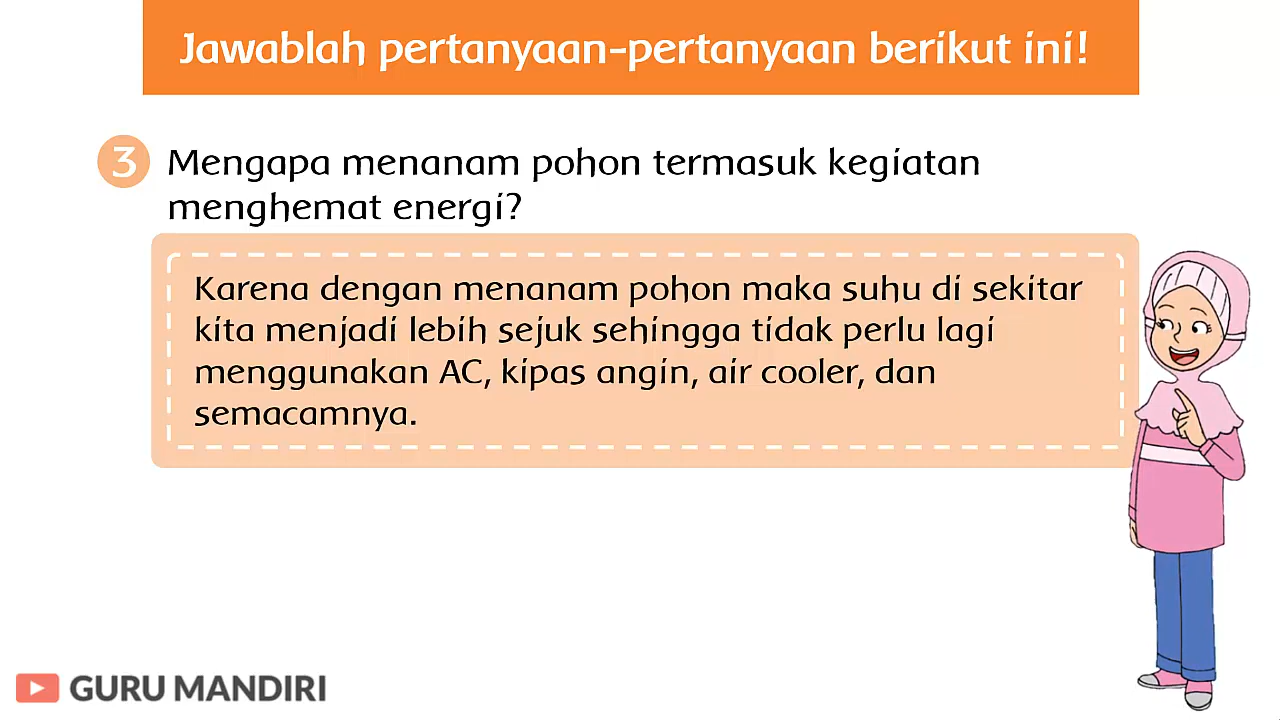 Jawablah pertanyaan-pertanyaan berikut ini!
3 Mengapa menanam pohon termasuk kegiatan
menghemat energi?
Karena dengan menanam pohon maka suhu di sekitar
kita menjadi lebih sejuk sehingga tidak perlu lagi
menggunakan AC, kipas angin, air cooler, dan
semacamnya.
GURU MANDIRI